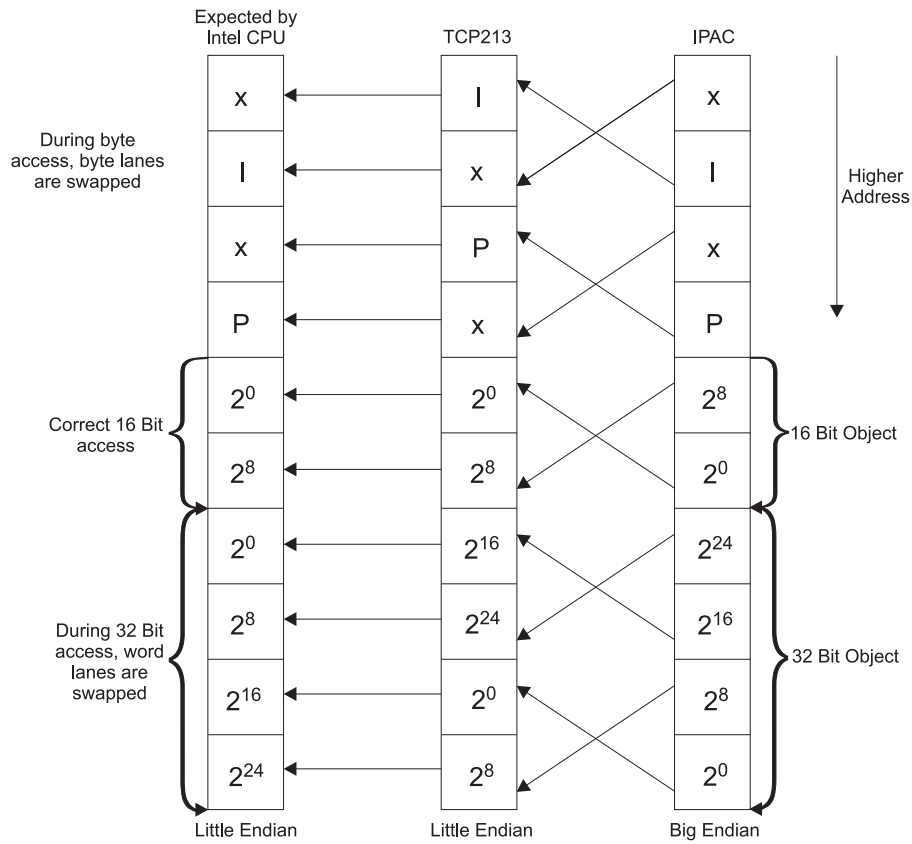 Expected by
Intel CPU
TCP213
IPAC
x
I
x
During byte
access, byte lanes
are swapped
I
x
I
Higher
Address
x
P
x
P
x
P
2⁰
2⁰
2⁸
Correct 16 Bit
access
16 Bit Object
2⁸
2⁸
2⁰
2⁰
2¹⁶
2²⁴
2⁸
2²⁴
2¹⁶
During 32 Bit
access, word
lanes are
swapped
32 Bit Object
2¹⁶
2⁰
2⁸
2²⁴
2⁸
2⁰
Little Endian
Little Endian
Big Endian